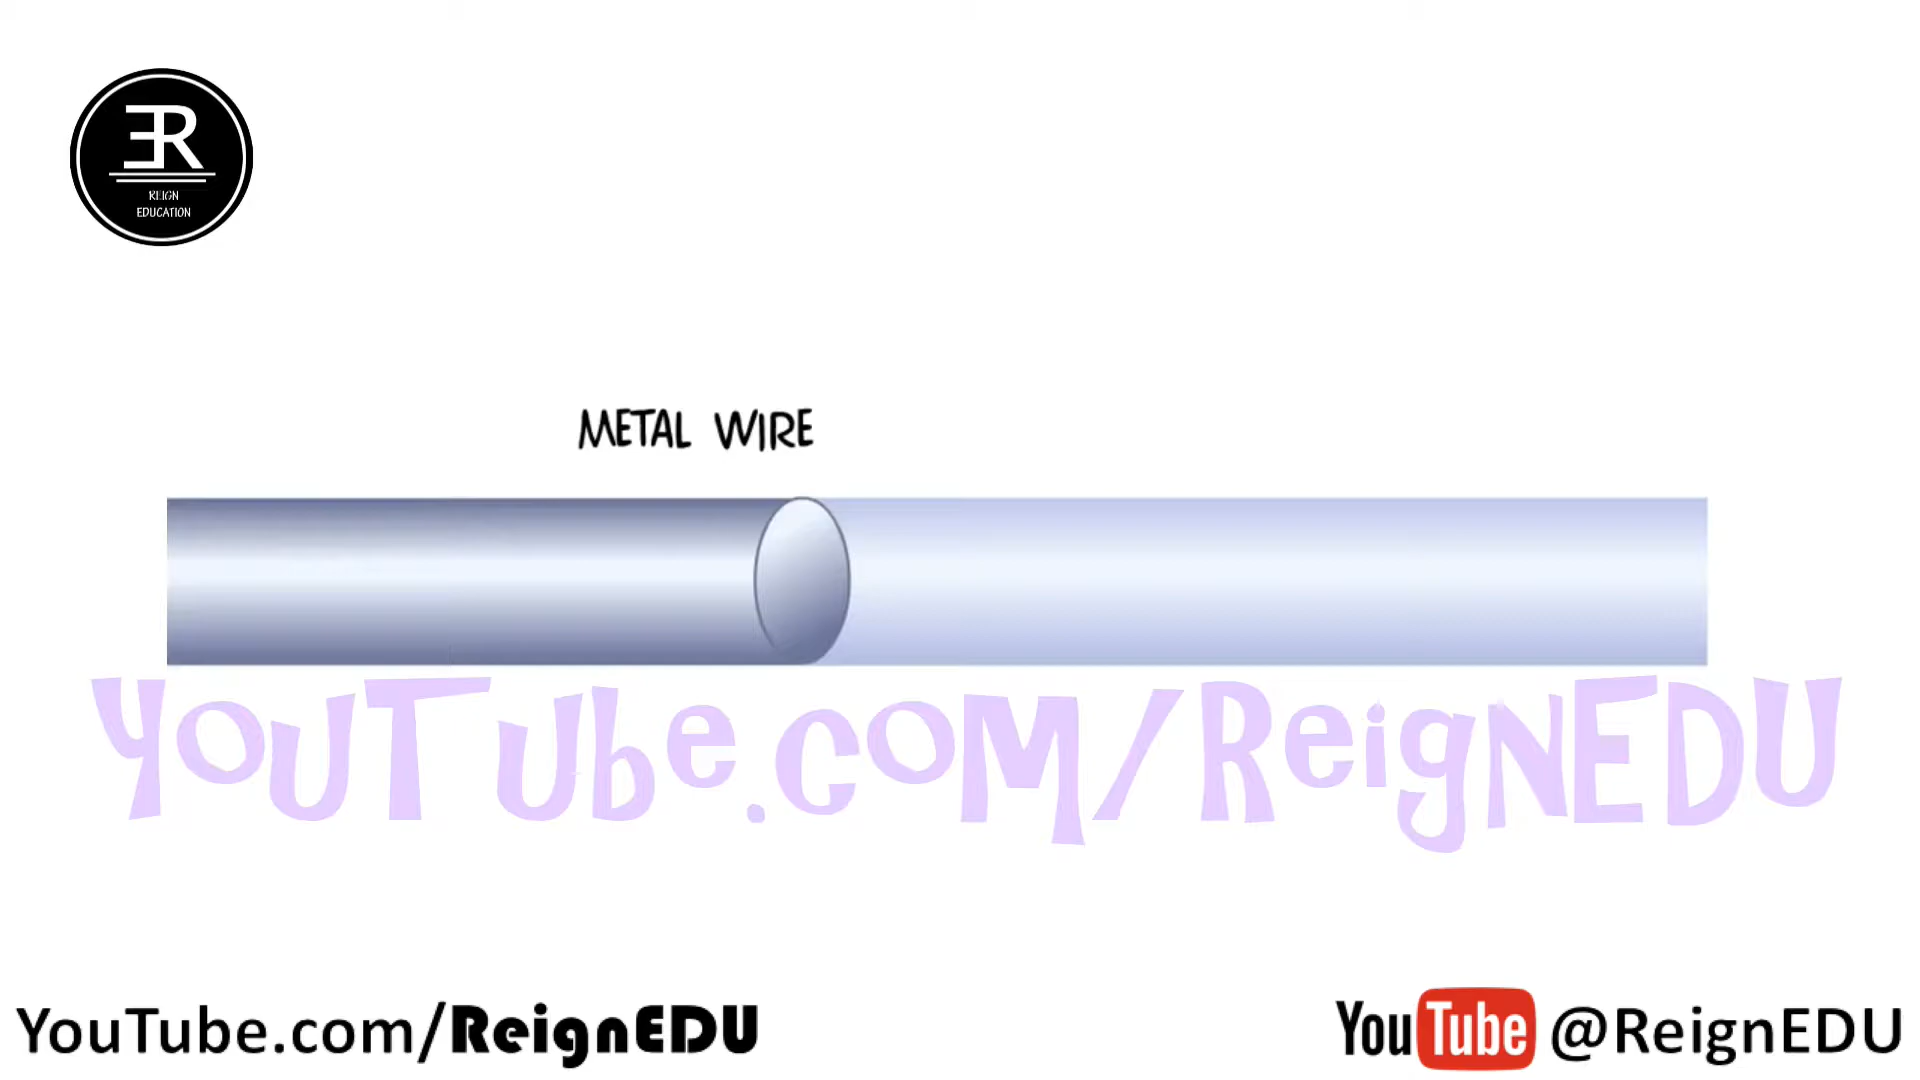 ER
REIGN
EDUCATION
METAL WIRE
YouTube.com/ReignEDU
YouTube.com/ReignEDU
YouTube @ReignEDU